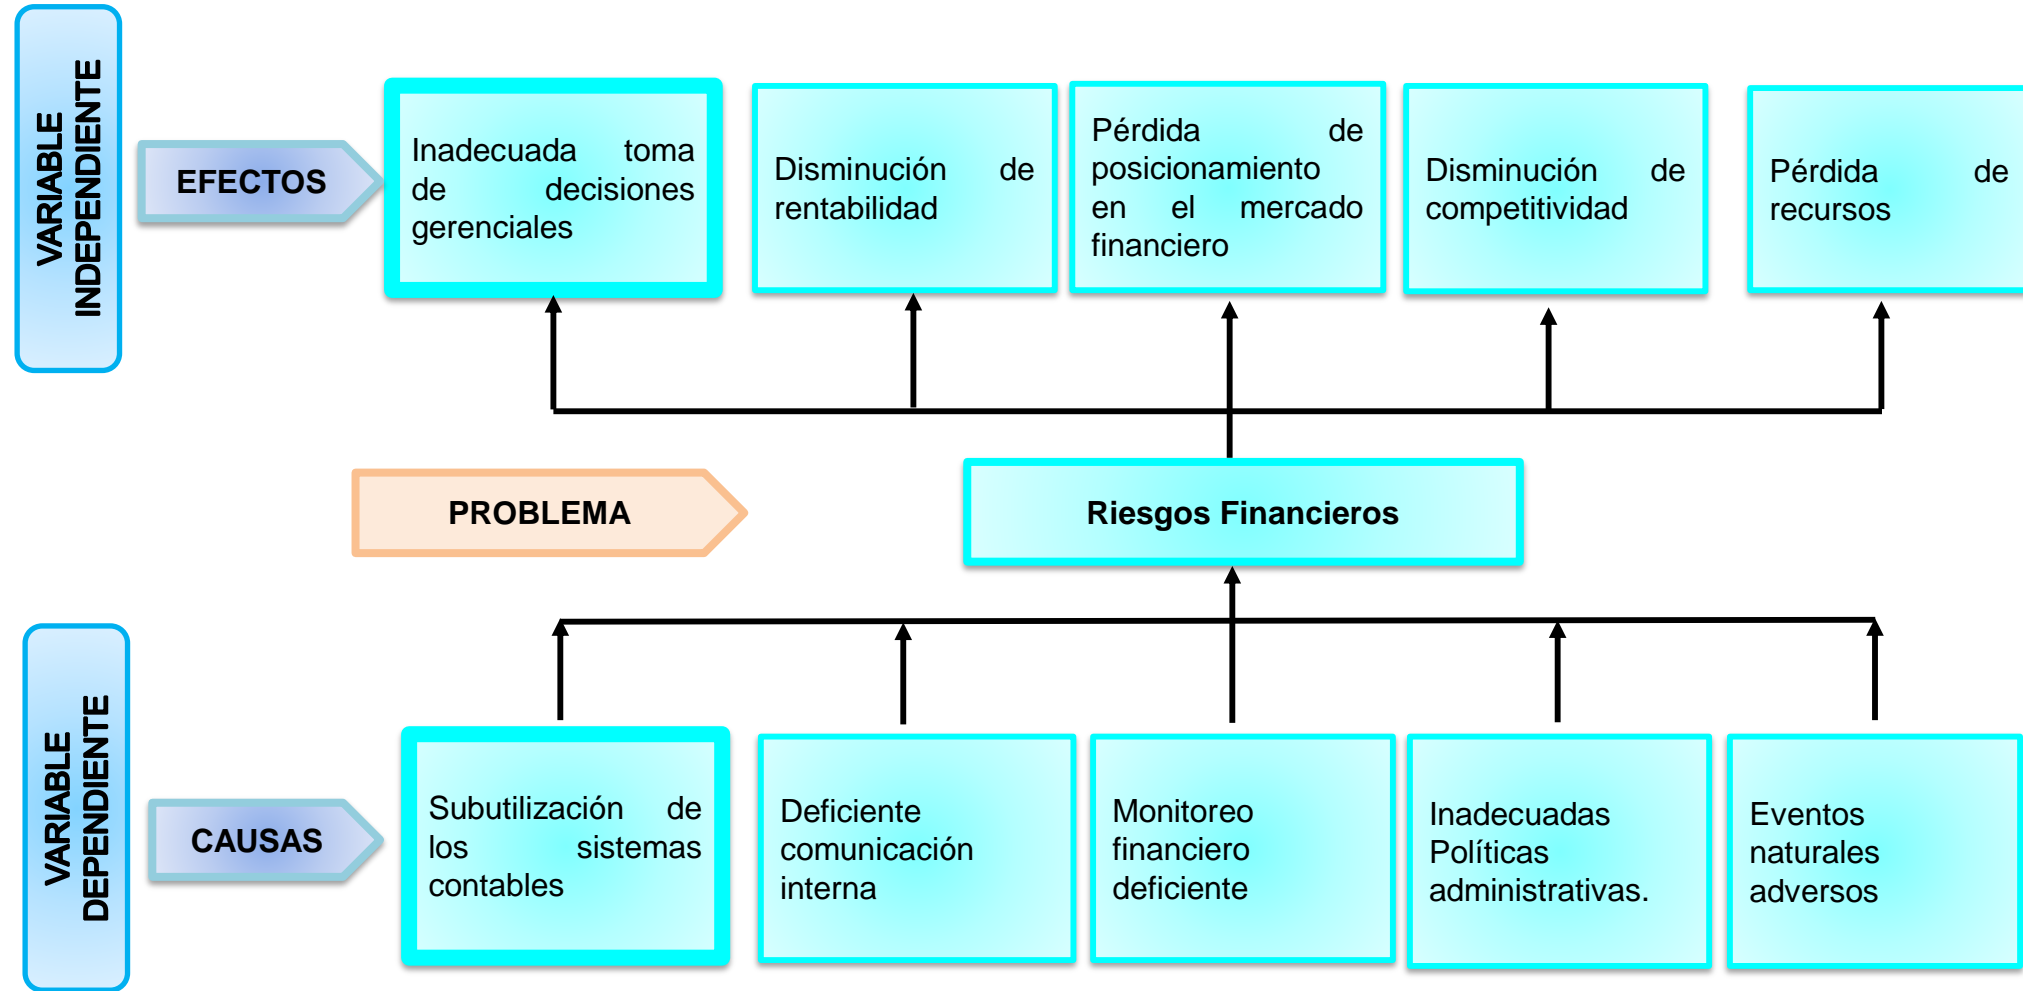 VARIABLE
INDEPENDIENTE
EFECTOS
Inadecuada toma
de decisiones
gerenciales
Disminución de
rentabilidad
Pérdida de
posicionamiento
en el mercado
financiero
Disminución de
competitividad
Pérdida de
recursos
PROBLEMA
Riesgos Financieros
VARIABLE
DEPENDIENTE
CAUSAS
Subutilización de
los sistemas
contables
Deficiente
comunicación
interna
Monitoreo
financiero
deficiente
Inadecuadas
Políticas
administrativas.
Eventos
naturales
adversos